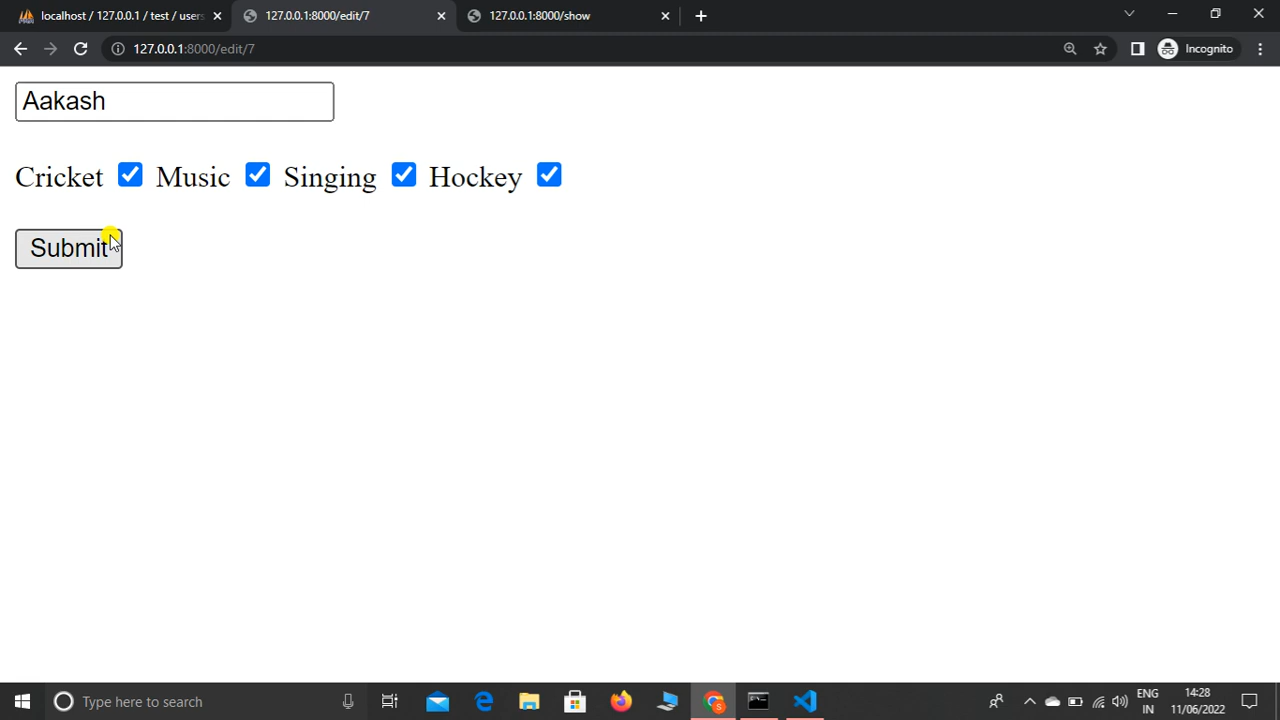 localhost / 127.0.0.1 / test / users
127.0.0.1:8000/edit/7
127.0.0.1:8000/show
127.0.0.1:8000/edit/7
Incognito
Aakash
Cricket Music Singing Hockey
Submit
Type here to search
S
ENG
IN
14:28
11/06/2022